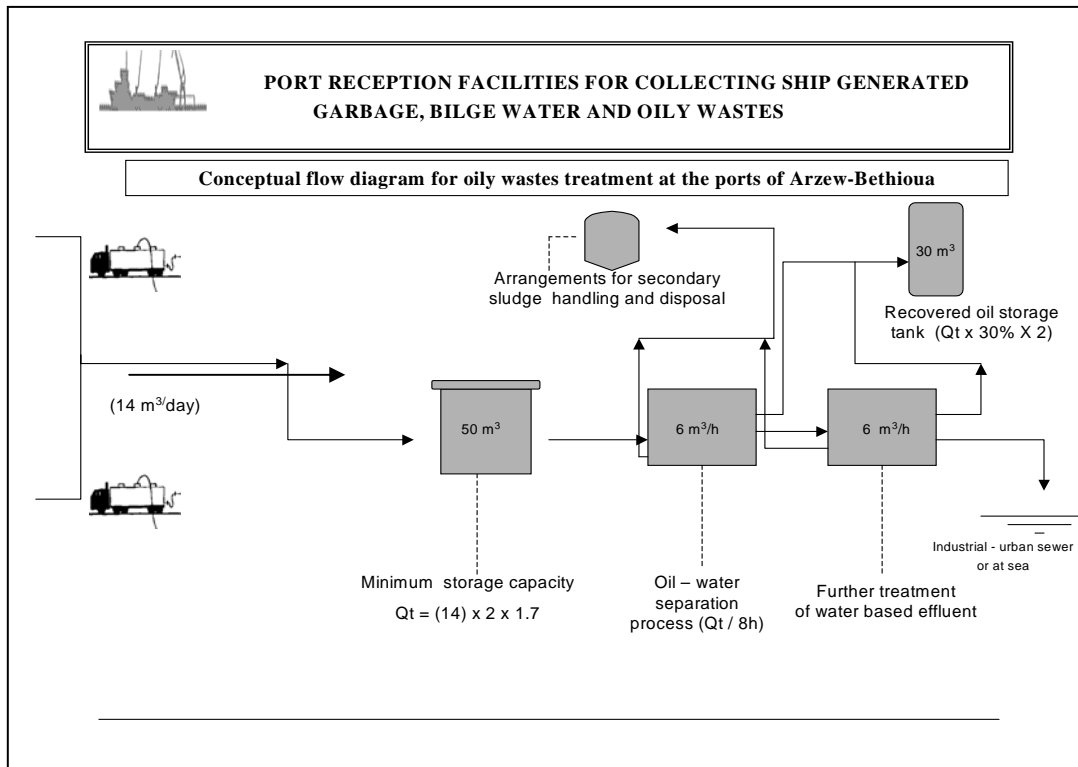 PORT RECEPTION FACILITIES FOR COLLECTING SHIP GENERATED
GARBAGE, BILGE WATER AND OILY WASTES
Conceptual flow diagram for oily wastes treatment at the ports of Arzew-Bethioua
30 m³
Arrangements for secondary
sludge handling and disposal
Recovered oil storage
tank (Qt x 30% X 2)
(14 m³/day)
50 m³
6 m³/h
6 m³/h
Industrial - urban sewer
or at sea
Minimum storage capacity
Qt = (14) x 2 x 1.7
Oil – water
separation
process (Qt / 8h)
Further treatment
of water based effluent